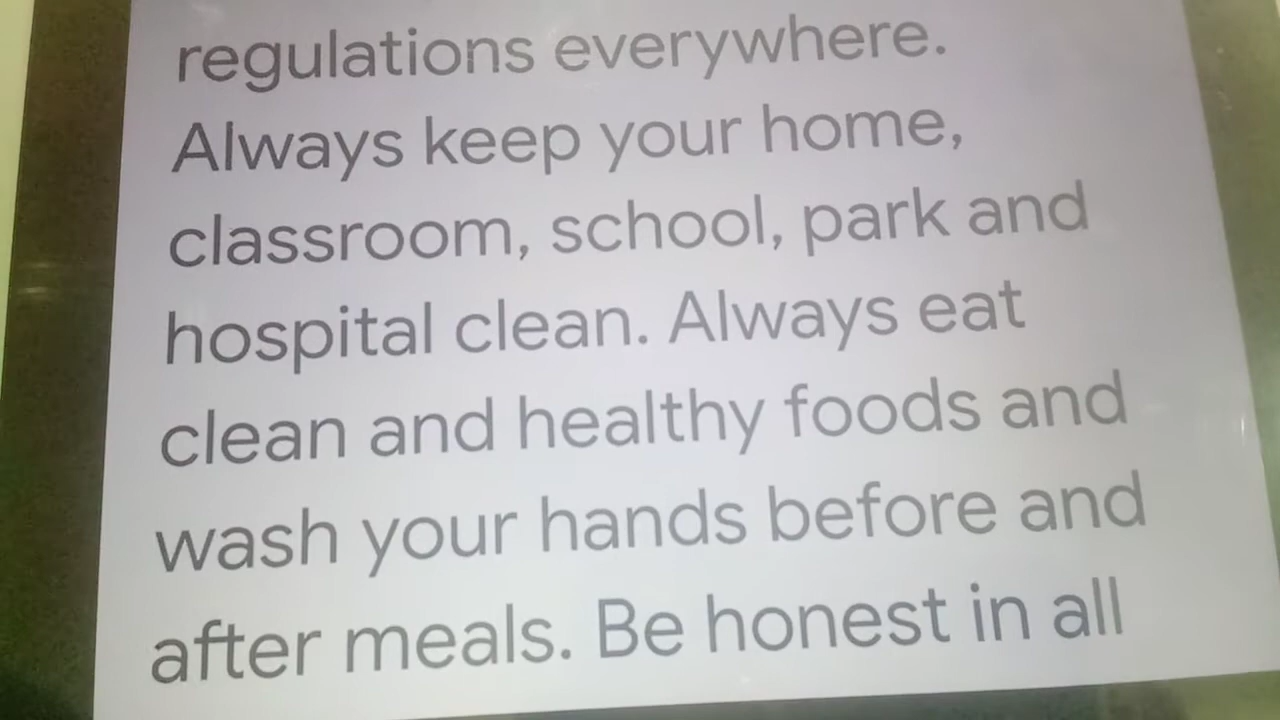 regulations everywhere.
Always keep your home,
classroom, school, park and
hospital clean. Always eat
clean and healthy foods and
wash your hands before and
after meals. Be honest in all